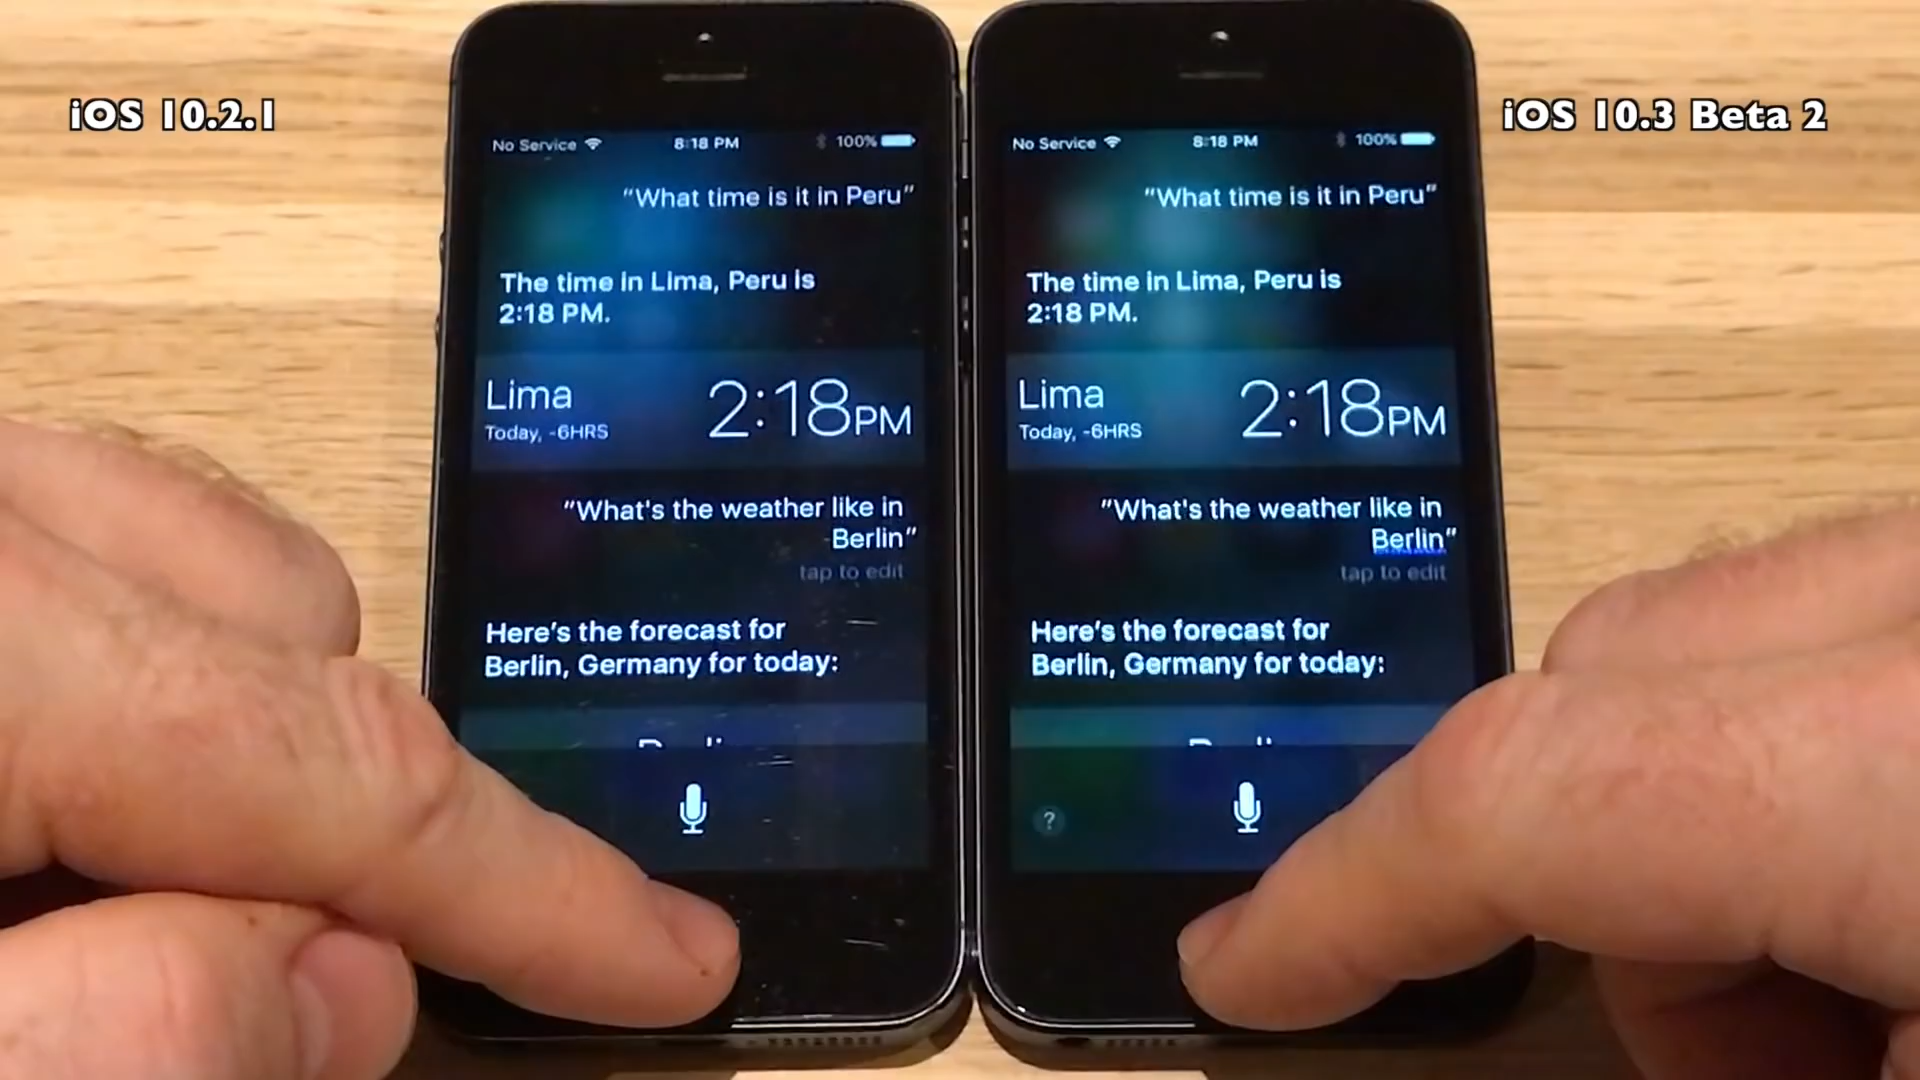 iOS 10.2.1
No Service 8:18 PM 100%
“What time is it in Peru”
The time in Lima, Peru is
2:18 PM.
Lima 2:18PM
Today, -6HRS
“What's the weather like in
Berlin”
tap to edit
Here's the forecast for
Berlin, Germany for today:
iOS 10.3 Beta 2
No Service 8:18 PM 100%
“What time is it in Peru”
The time in Lima, Peru is
2:18 PM.
Lima 2:18PM
Today, -6HRS
“What's the weather like in
Berlin”
tap to edit
Here's the forecast for
Berlin, Germany for today:
?